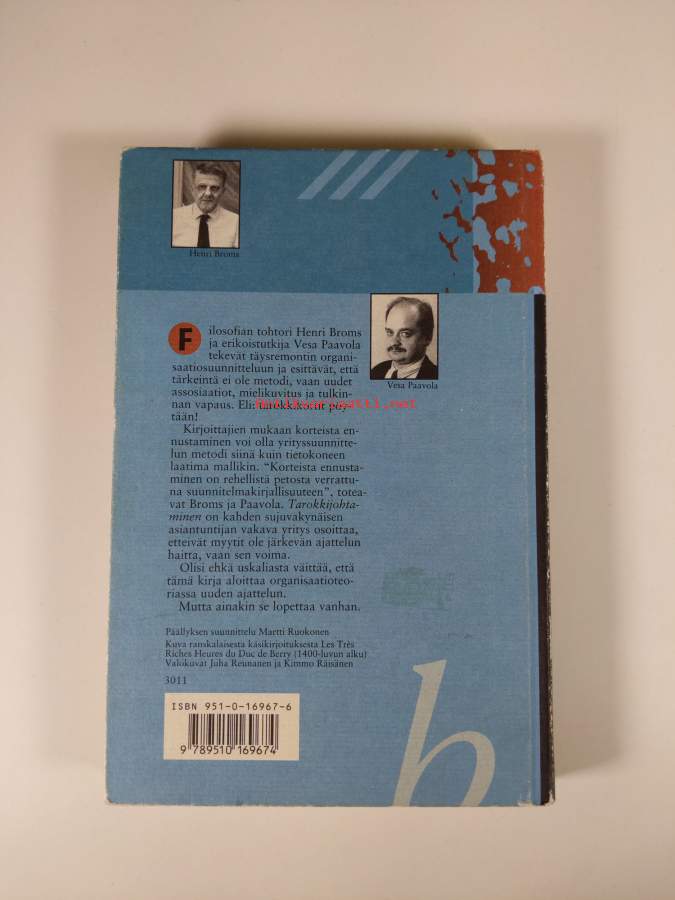 Henri Broms
Vesa Paavola
Filosofian tohtori Henri Broms
ja erikoistutkija Vesa Paavola
tekevät täysremontin organi-
saatiosuunnitteluun ja esittävät, että
tärkeintä ei ole metodi, vaan uudet
assosiaatiot, mielikuvitus ja tulkin-
nan vapaus. Eli: tarokkikortit pöy-
tään!
Kirjoittajien mukaan korteista en-
nustaminen voi olla yrityssuunnitte-
lun metodi siinä kuin tietokoneen
laatima mallikin. “Korteista ennusta-
minen on rehellistä petosta verrattu-
na suunnitelmakirjallisuuteen”, totea-
vat Broms ja Paavola. Tarokkijohta-
minen on kahden sujuvakynäisen
asiantuntijan vakava yritys osoittaa,
etteivät myytit ole järkevän ajattelun
haitta, vaan sen voima.
Olisi ehkä uskaliasta väittää, että
tämä kirja aloittaa organisaatioteo-
riassa uuden ajattelun.
Mutta ainakin se lopettaa vanhan.
Päällyksen suunnittelu Martti Ruokonen
Kuva ranskalaisesta käsikirjoituksesta Les Très
Riches Heures du Duc de Berry (1400-luvun alku)
Valokuvat Juha Reunanen ja Kimmo Räisänen
3011
ISBN 951-0-16967-6
9 789510 169674
b